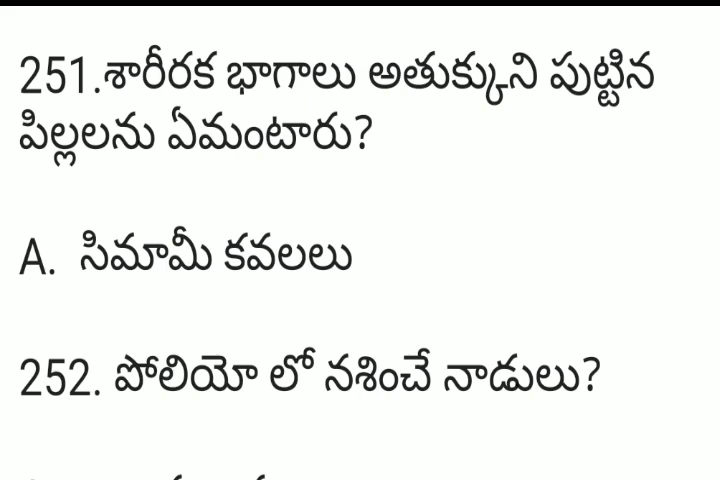 251.శారీరక భాగాలు అతుక్కుని పుట్టిన
పిల్లలను ఏమంటారు?
A. సిమామీ కవలలు
252. పోలియో లో నశించే నాడులు?